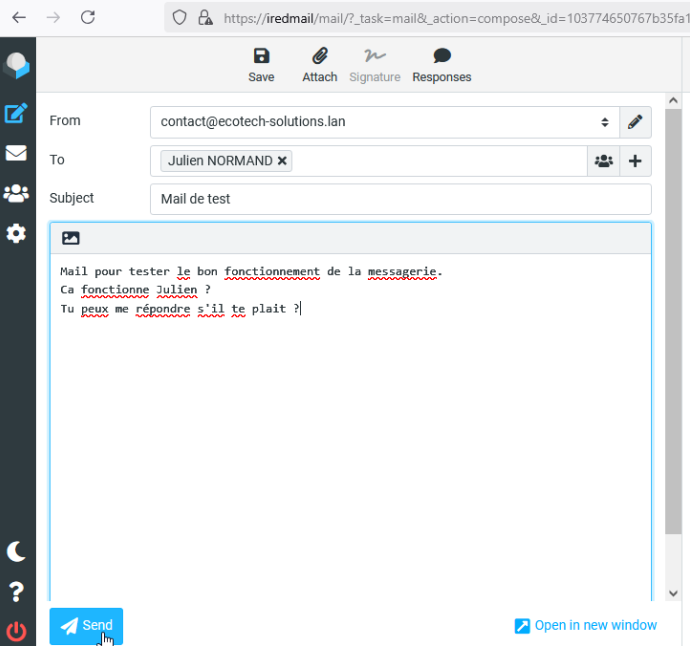 https://iredmail/mail/?_task=mail&_action=compose&_id=103774650767b35fa1
Save Attach Signature Responses
From contact@ecotech-solutions.lan
To Julien NORMAND
Subject Mail de test
Mail pour tester le bon fonctionnement de la messagerie.
Ca fonctionne Julien ?
Tu peux me répondre s'il te plait ?
Send Open in new window